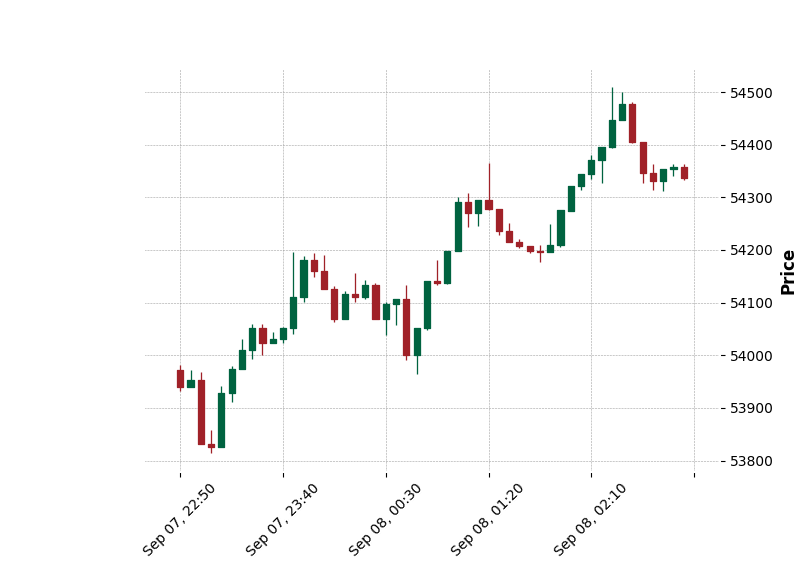 54500
54400
54300
54200
54100
54000
53900
53800
Price
Sep 07, 22:50
Sep 07, 23:40
Sep 08, 00:30
Sep 08, 01:20
Sep 08, 02:10